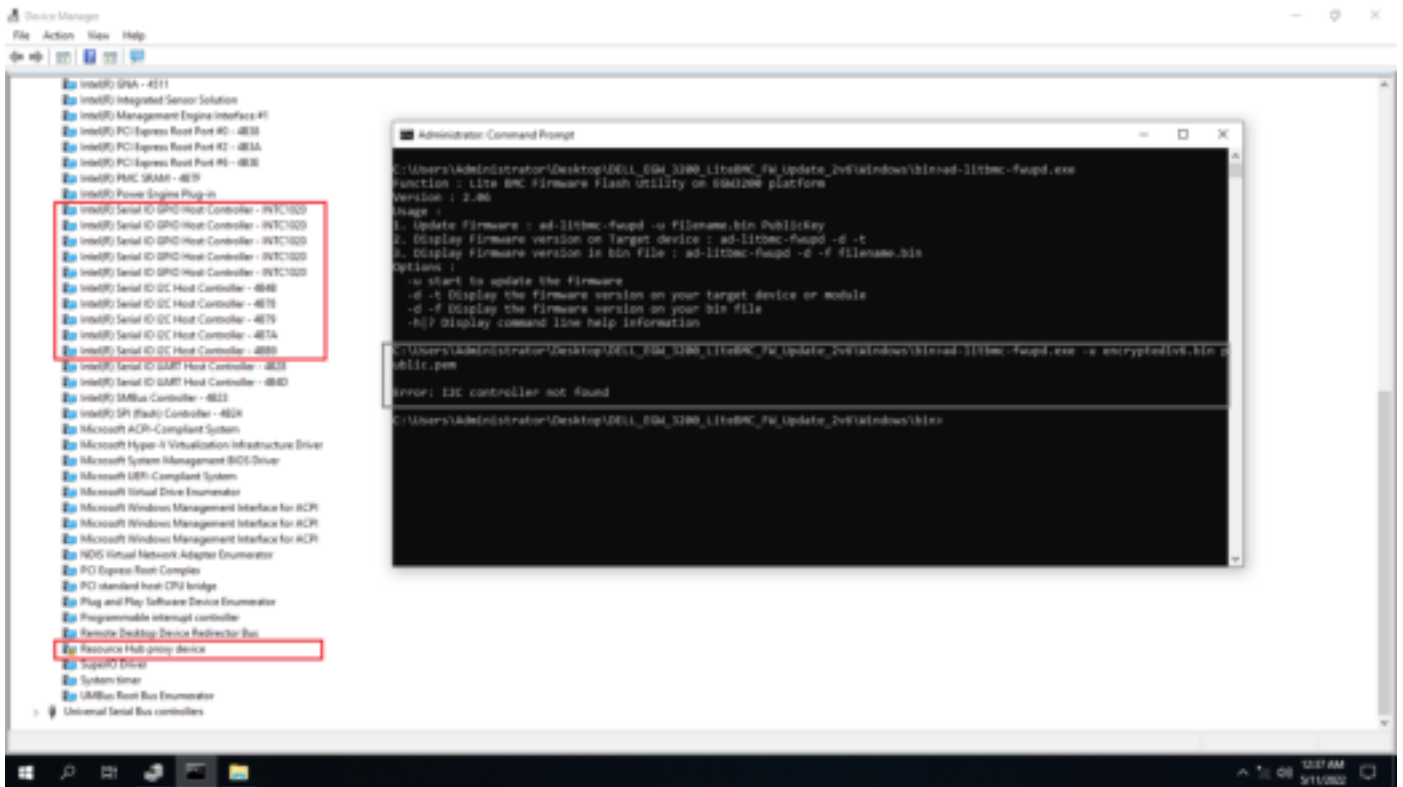 Device Manager
File Action View Help
Intel(R) GNA - 4511
Intel(R) Integrated Sensor Solution
Intel(R) Management Engine Interface #1
Intel(R) PCI Express Root Port #0 - 4B38
Intel(R) PCI Express Root Port #2 - 4B3A
Intel(R) PCI Express Root Port #6 - 4B3E
Intel(R) PMC SRAM - 4B7F
Intel(R) Power Engine Plug-in
Intel(R) Serial IO GPIO Host Controller - INTC1020
Intel(R) Serial IO GPIO Host Controller - INTC1020
Intel(R) Serial IO GPIO Host Controller - INTC1020
Intel(R) Serial IO GPIO Host Controller - INTC1020
Intel(R) Serial IO GPIO Host Controller - INTC1020
Intel(R) Serial IO I2C Host Controller - 4B4B
Intel(R) Serial IO I2C Host Controller - 4B78
Intel(R) Serial IO I2C Host Controller - 4B79
Intel(R) Serial IO I2C Host Controller - 4B7A
Intel(R) Serial IO I2C Host Controller -
Intel(R) Serial IO UART Host Controller - 4B28
Intel(R) Serial IO UART Host Controller - 4B4D
Intel(R) SMBus Controller - 4B23
Intel(R) SPI (flash) Controller - 4B24
Microsoft ACPI-Compliant System
Microsoft Hyper-V Virtualization Infrastructure Driver
Microsoft System Management BIOS Driver
Microsoft UEFI-Compliant System
Microsoft Virtual Drive Enumerator
Microsoft Windows Management Interface for ACPI
Microsoft Windows Management Interface for ACPI
Microsoft Windows Management Interface for ACPI
NDIS Virtual Network Adapter Enumerator
PCI Express Root Complex
PCI standard host CPU bridge
Plug and Play Software Device Enumerator
Programmable interrupt controller
Remote Desktop Device Redirector Bus
Resource Hub proxy device
SuperIO Driver
System timer
UMBus Root Bus Enumerator
Universal Serial Bus controllers
Administrator: Command Prompt
C:\Users\Administrator\Desktop\DELL_EGW_3200_LiteBMC_FW_Update_2v6\Windows\bin>ad-litbmc-fwupd.exe
Function : Lite BMC Firmware Flash Utility on EGW3200 platform
Version : 2.06
Usage :
1. Update Firmware : ad-litbmc-fwupd -u filename.bin PublicKey
2. Display Firmware version on Target device : ad-litbmc-fwupd -d -t
3. Display Firmware version in bin file : ad-litbmc-fwupd -d -f filename.bin
Options :
-u start to update the firmware
-d -t Display the firmware version on your target device or module
-d -f Display the firmware version on your bin file
-h|? Display command line help information
C:\Users\Administrator\Desktop\DELL_EGW_3200_LiteBMC_FW_Update_2v6\Windows\bin>ad-litbmc-fwupd.exe -u encryptediv6.bin p
ublic.pem
Error: I2C controller not found
C:\Users\Administrator\Desktop\DELL_EGW_3200_LiteBMC_FW_Update_2v6\Windows\bin>
12:37 AM
5/11/2022